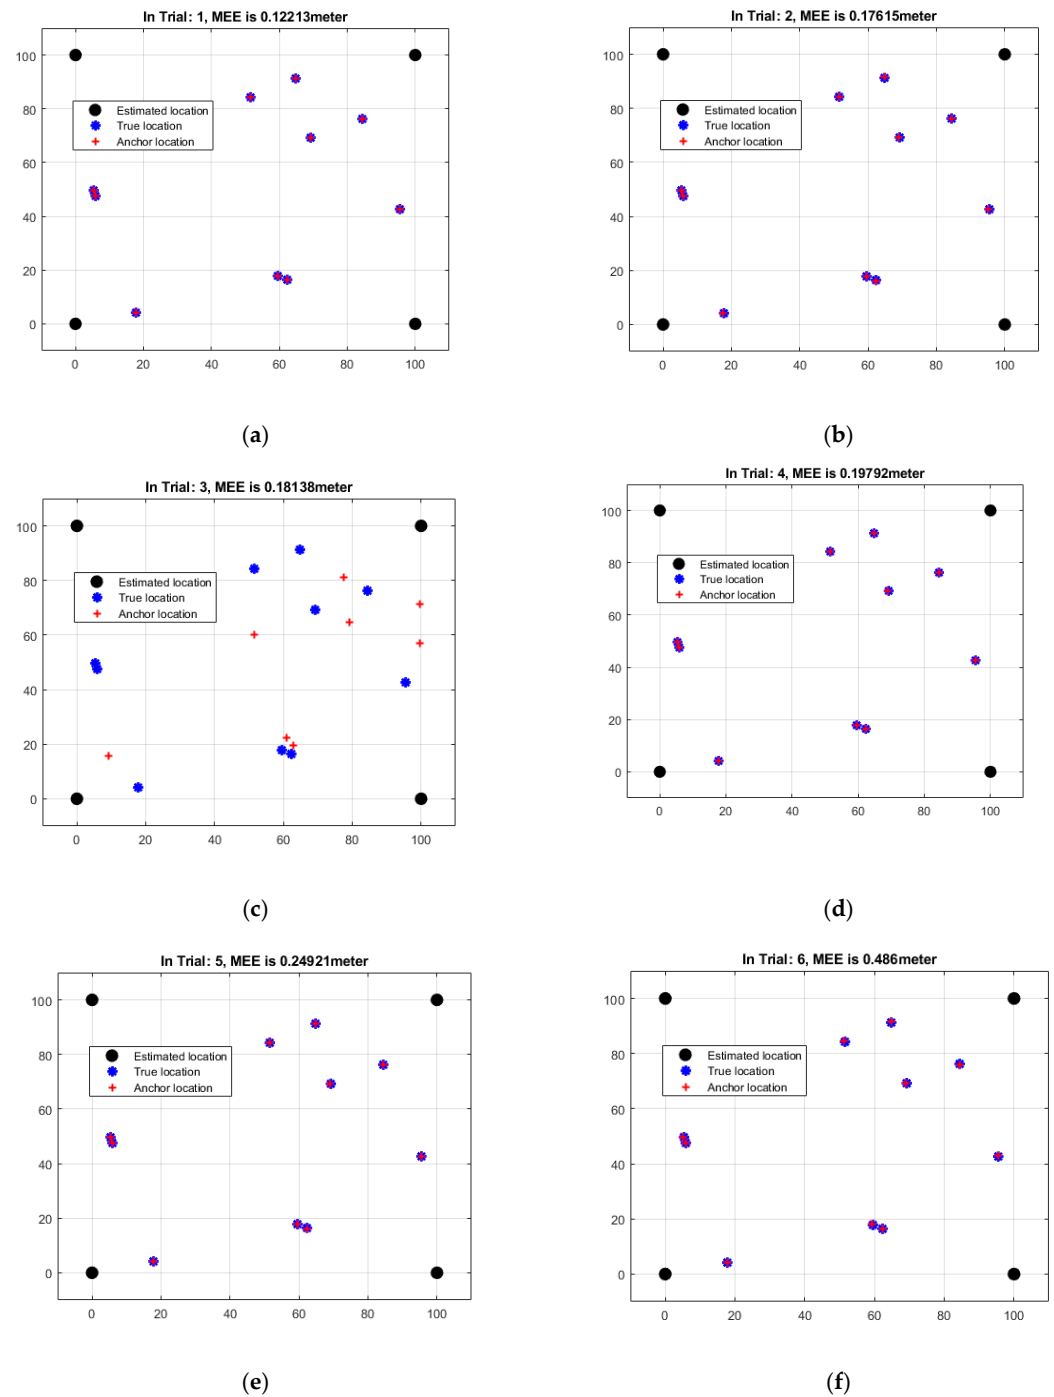 In Trial: 1, MEE is 0.12213meter
100
80
60
40
20
0
Estimated location
True location
Anchor location
0 20 40 60 80 100
(a)
In Trial: 2, MEE is 0.17615meter
100
80
60
40
20
0
Estimated location
True location
Anchor location
0 20 40 60 80 100
(b)
In Trial: 3, MEE is 0.18138meter
100
80
60
40
20
0
Estimated location
True location
Anchor location
0 20 40 60 80 100
(c)
In Trial: 4, MEE is 0.19792meter
100
80
60
40
20
0
Estimated location
True location
Anchor location
0 20 40 60 80 100
(d)
In Trial: 5, MEE is 0.24921meter
100
80
60
40
20
0
Estimated location
True location
Anchor location
0 20 40 60 80 100
(e)
In Trial: 6, MEE is 0.486meter
100
80
60
40
20
0
Estimated location
True location
Anchor location
0 20 40 60 80 100
(f)